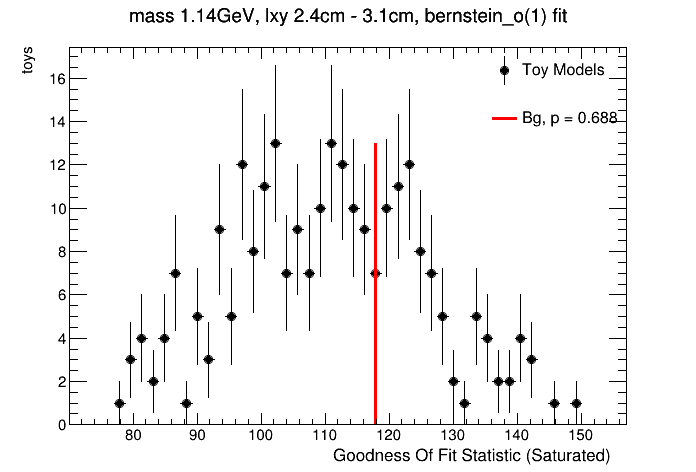 mass 1.14GeV, lxy 2.4cm - 3.1cm, bernstein_o(1) fit
toys
Toy Models
Bg, p = 0.688
16
14
12
10
8
6
4
2
0
80 90 100 110 120 130 140 150
Goodness Of Fit Statistic (Saturated)